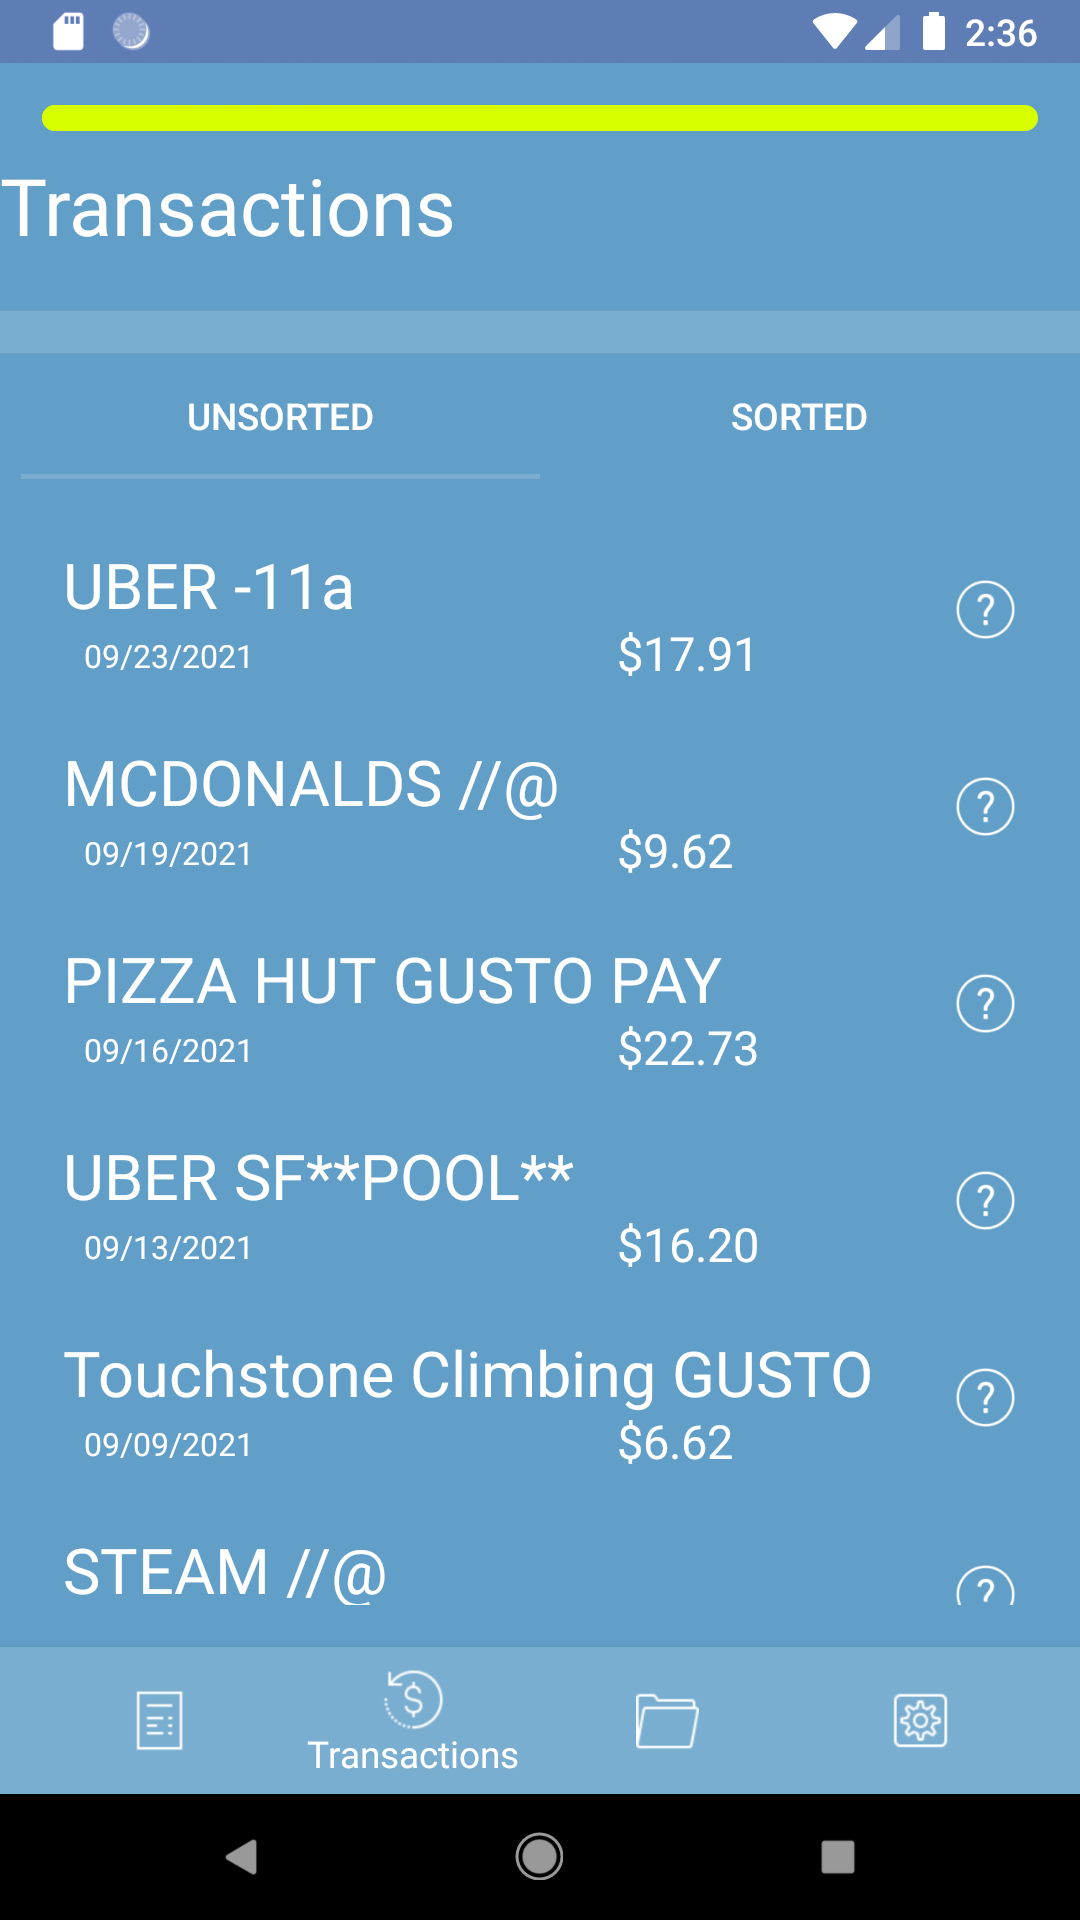 2:36
Transactions
UNSORTED SORTED
UBER -11a
?
09/23/2021 $17.91
MCDONALDS //@
?
09/19/2021 $9.62
PIZZA HUT GUSTO PAY
?
09/16/2021 $22.73
UBER SF**POOL**
?
09/13/2021 $16.20
Touchstone Climbing GUSTO
?
09/09/2021 $6.62
STEAM //@
?
$
Transactions